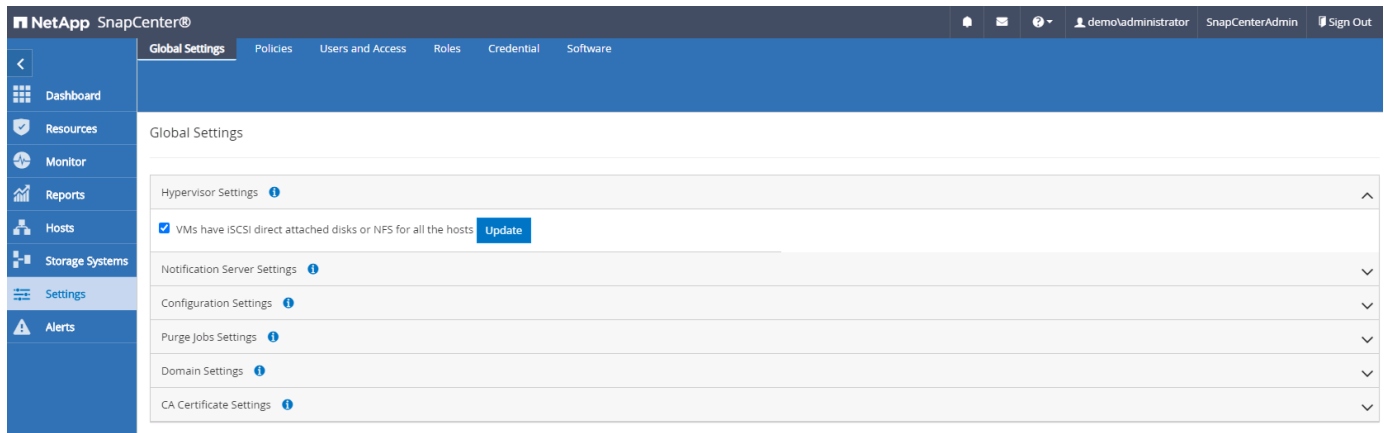 NetApp SnapCenter®
demo\administrator SnapCenterAdmin Sign Out
Global Settings Policies Users and Access Roles Credential Software
Dashboard
Resources
Monitor
Reports
Hosts
Storage Systems
Settings
Alerts
Global Settings
Hypervisor Settings
VMs have iSCSI direct attached disks or NFS for all the hosts Update
Notification Server Settings
Configuration Settings
Purge Jobs Settings
Domain Settings
CA Certificate Settings